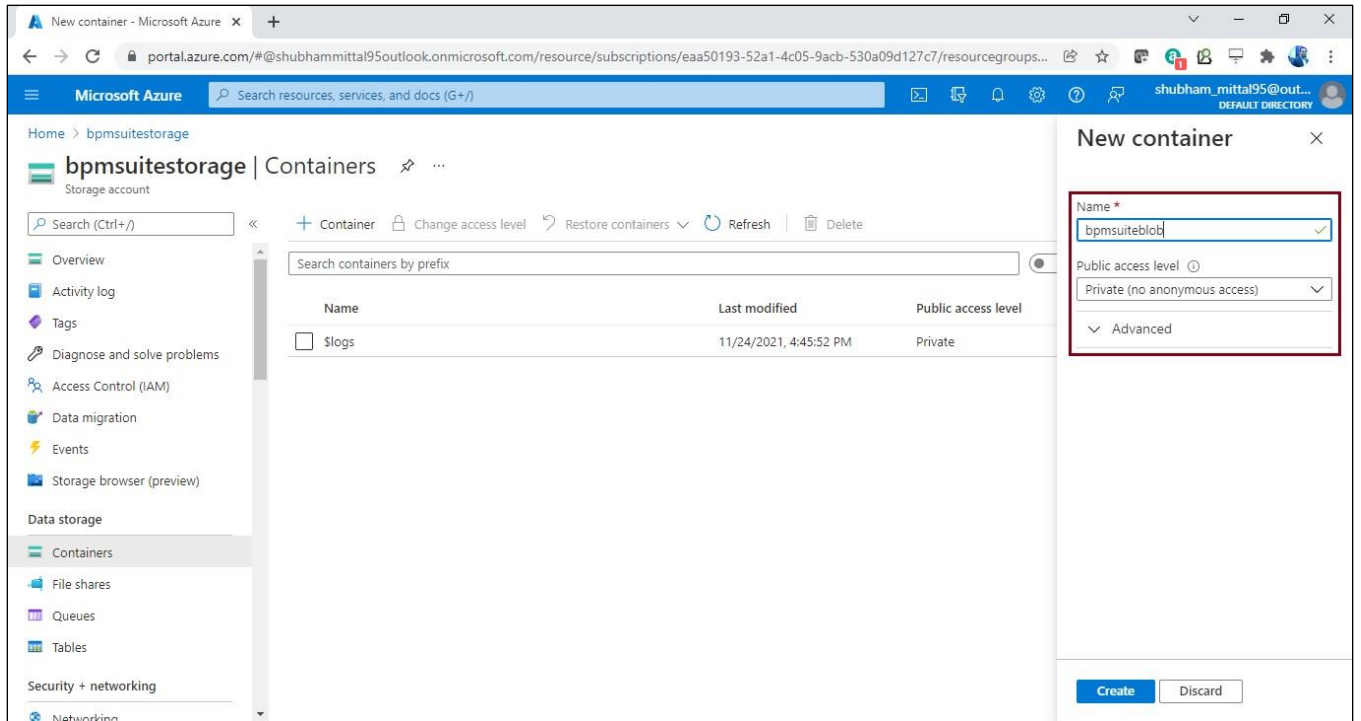 New container - Microsoft Azure
portal.azure.com/#@shubhammittal95outlook.onmicrosoft.com/resource/subscriptions/eaa50193-52a1-4c05-9acb-530a09d127c7/resourcegroups...
1
Microsoft Azure
Search resources, services, and docs (G+/)
shubham_mittal95@out...
DEFAULT DIRECTORY
Home > bpmsuitestorage
bpmsuitestorage | Containers ...
Storage account
Search (Ctrl+/)
«
Overview
Activity log
Tags
Diagnose and solve problems
Access Control (IAM)
Data migration
Events
Storage browser (preview)
Data storage
Containers
File shares
Queues
Tables
Security + networking
Networking
+ Container Change access level Restore containers Refresh Delete
Search containers by prefix
Name Last modified Public access level
$logs 11/24/2021, 4:45:52 PM Private
New container
Name *
bpmsuiteblob
Public access level
Private (no anonymous access)
Advanced
Create Discard